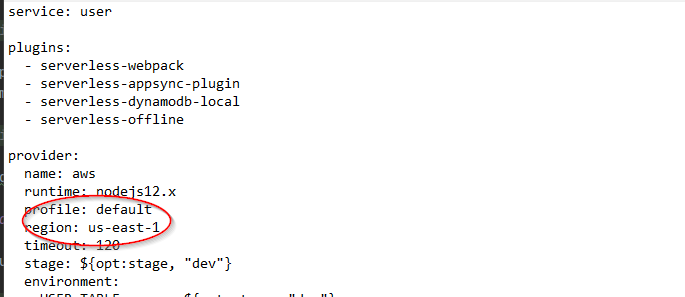 service: user
plugins:
- serverless-webpack
- serverless-appsync-plugin
- serverless-dynamodb-local
- serverless-offline
provider:
name: aws
runtime: nodejs12.x
profile: default
region: us-east-1
timeout: 120
stage: ${opt:stage, "dev"}
environment: